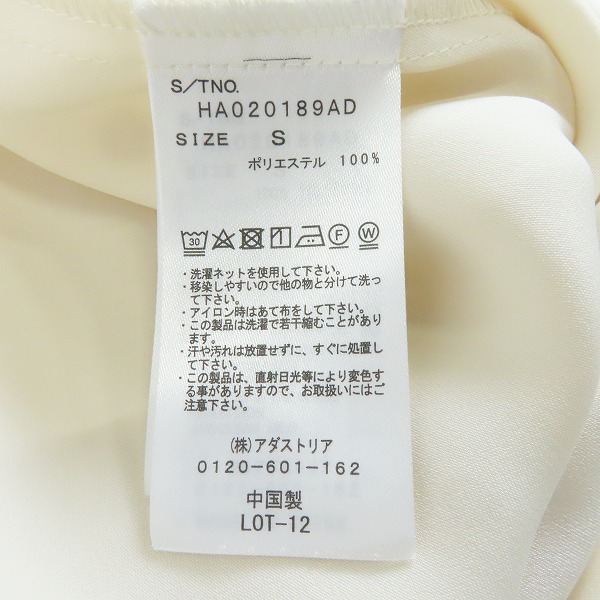 S/TNO.
HA020189AD
SIZE S
ポリエステル 100%
30 F W
・洗濯ネットを使用して下さい。
・移染しやすいので他の物と分けて洗っ
て下さい。
・アイロン時はあて布をして下さい。
・この製品は洗濯で若干縮むことがあり
ます。
・汗や汚れは放置せずに、すぐに処置し
て下さい。
・この製品は、直射日光等により変色す
る事がありますので、お取扱いにはご
注意下さい。
(株)アダストリア
0120-601-162
中国製
LOT-12